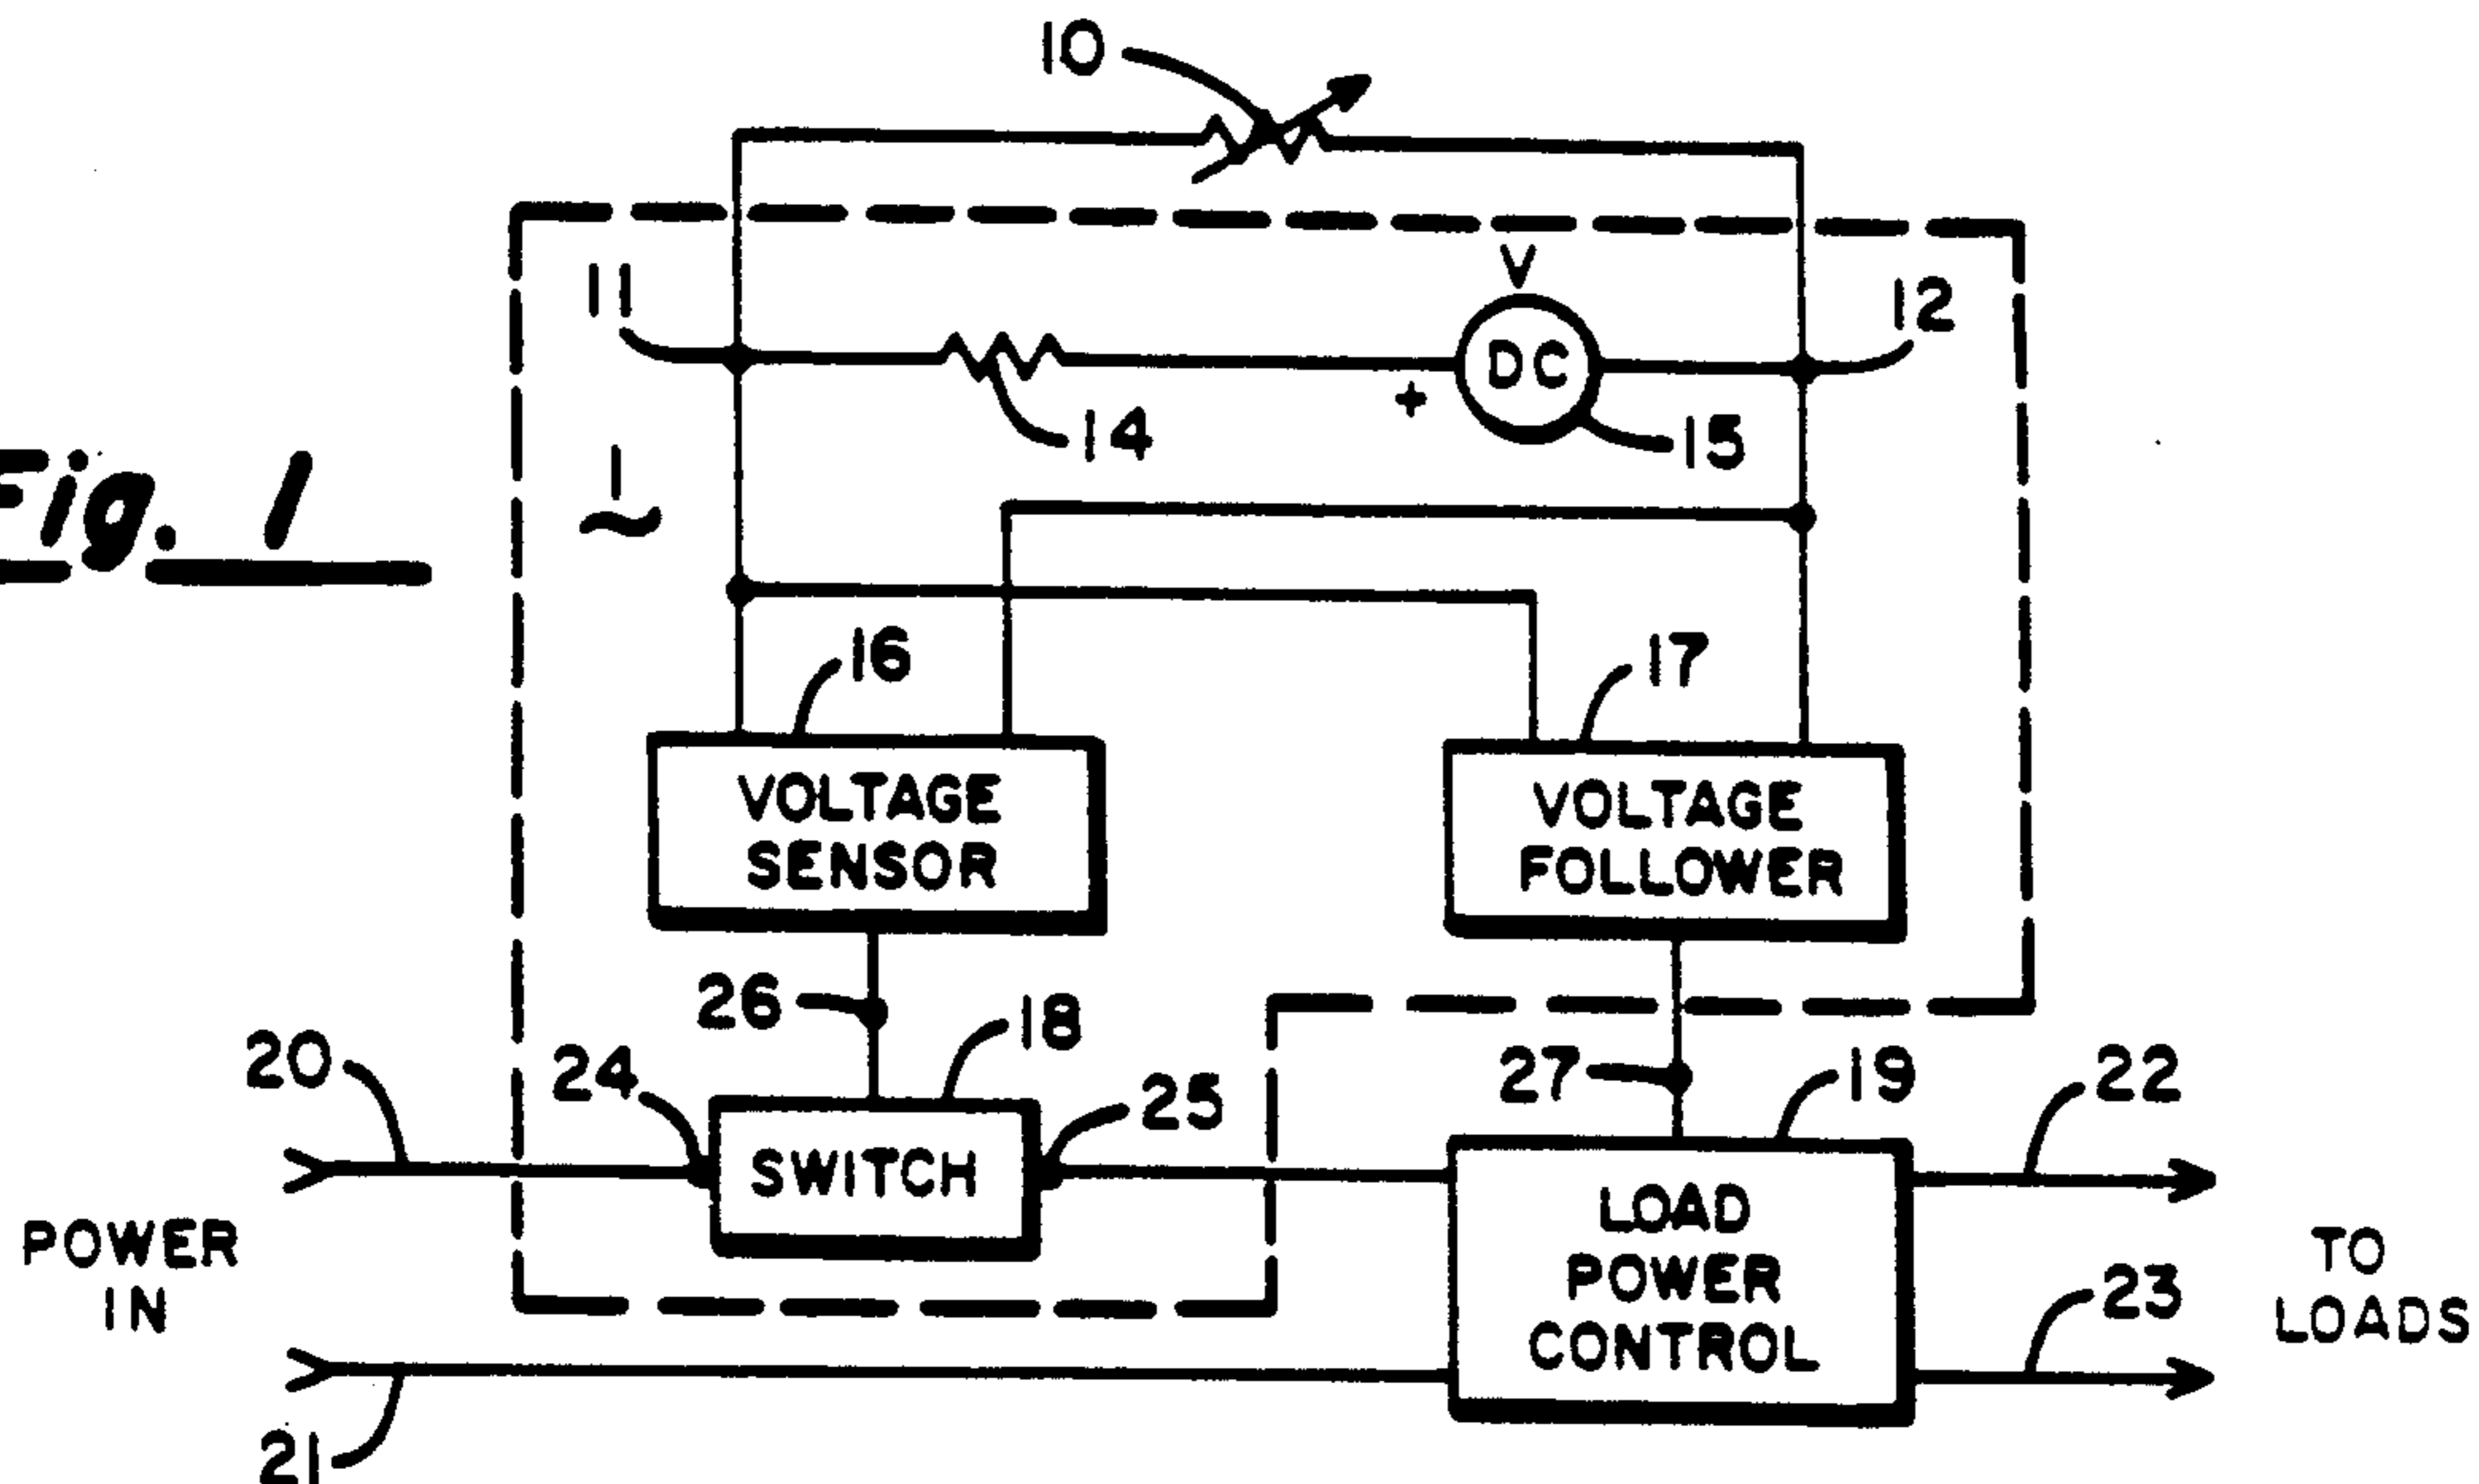 10
V
11
12
DC
+
14
15
Fig. 1
1
16
17
VOLTAGE
SENSOR
VOLTAGE
FOLLOWER
26
18
20
24
25
27
19
22
SWITCH
POWER
IN
LOAD
POWER
CONTROL
TO
LOADS
23
21